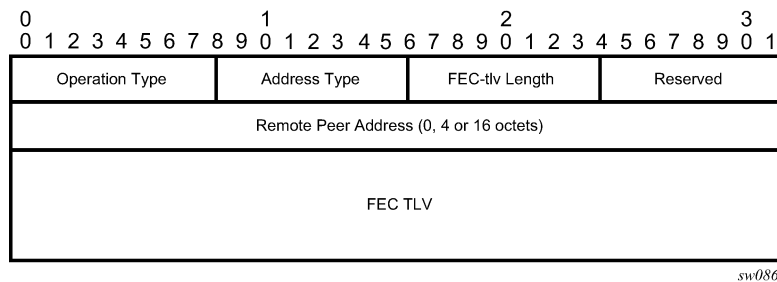 0 1 2 3
0 1 2 3 4 5 6 7 8 9 0 1 2 3 4 5 6 7 8 9 0 1 2 3 4 5 6 7 8 9 0 1
Operation Type Address Type FEC-tlv Length Reserved
Remote Peer Address (0, 4 or 16 octets)
FEC TLV
sw086